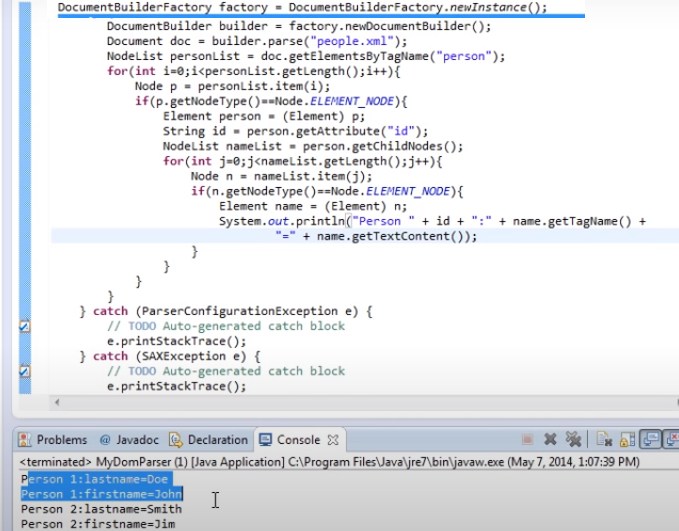 DocumentBuilderFactory factory = DocumentBuilderFactory.newInstance();
DocumentBuilder builder = factory.newDocumentBuilder();
Document doc = builder.parse("people.xml");
NodeList personList = doc.getElementsByTagName("person");
for(int i=0;i<personList.getLength();i++){
Node p = personList.item(i);
if(p.getNodeType()==Node.ELEMENT_NODE){
Element person = (Element) p;
String id = person.getAttribute("id");
NodeList nameList = person.getChildNodes();
for(int j=0;j<nameList.getLength();j++){
Node n = nameList.item(j);
if(n.getNodeType()==Node.ELEMENT_NODE){
Element name = (Element) n;
System.out.println("Person " + id + ":" + name.getTagName() +
"=" + name.getTextContent());
}
}
}
}
} catch (ParserConfigurationException e) {
// TODO Auto-generated catch block
e.printStackTrace();
} catch (SAXException e) {
// TODO Auto-generated catch block
e.printStackTrace();
Problems @ Javadoc Declaration Console
<terminated> MyDomParser (1) [Java Application] C:\Program Files\Java\jre7\bin\javaw.exe (May 7, 2014, 1:07:39 PM)
Person 1:lastname=Doe
Person 1:firstname=John
Person 2:lastname=Smith
Person 2:firstname=Jim